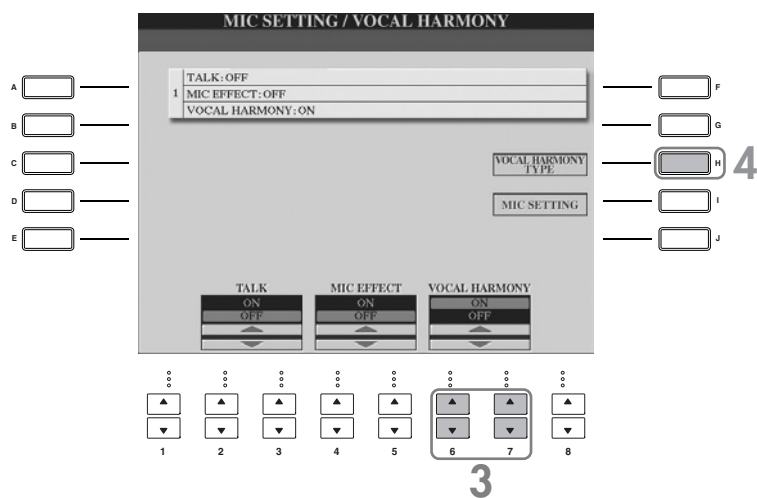 MIC SETTING / VOCAL HARMONY
TALK:OFF
1 MIC EFFECT:OFF
VOCAL HARMONY:ON
A
B
C
D
E
F
G
H 4
I
J
VOCAL HARMONY
TYPE
MIC SETTING
TALK MIC EFFECT VOCAL HARMONY
ON ON ON
OFF OFF OFF
1 2 3 4 5 6 7 8
3